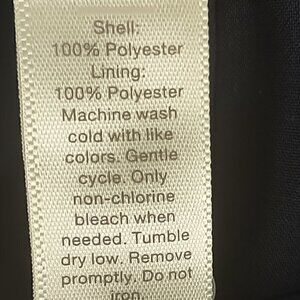 Shell:
100% Polyester
Lining:
100% Polyester
Machine wash
cold with like
colors. Gentle
cycle. Only
non-chlorine
bleach when
needed. Tumble
dry low. Remove
promptly. Do not
iron.